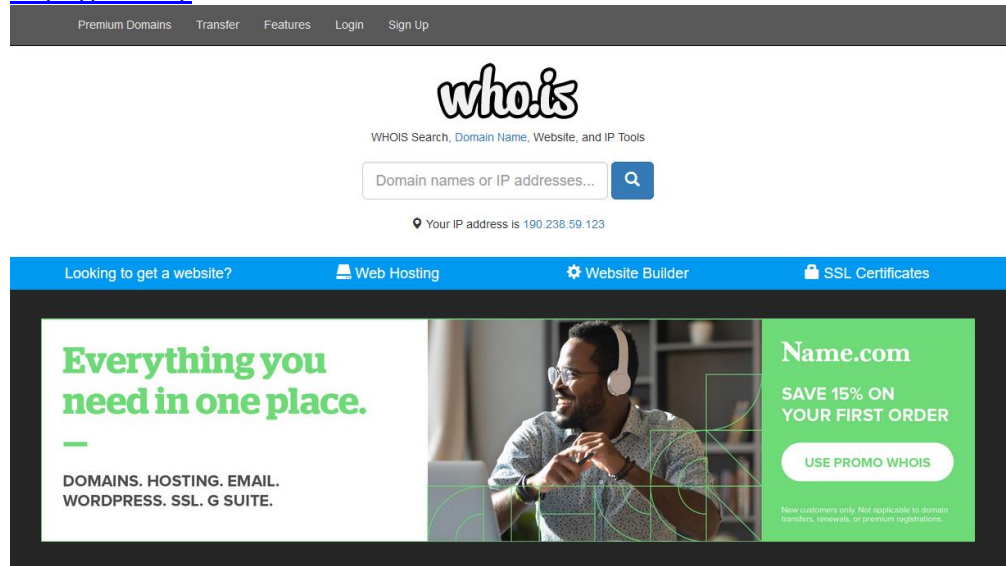 Premium Domains Transfer Features Login Sign Up
who.is
WHOIS Search, Domain Name, Website, and IP Tools
Domain names or IP addresses...
Your IP address is 190.238.59.123
Looking to get a website? Web Hosting Website Builder SSL Certificates
Everything you
need in one place.
DOMAINS. HOSTING. EMAIL.
WORDPRESS. SSL. G SUITE.
Name.com
SAVE 15% ON
YOUR FIRST ORDER
USE PROMO WHOIS
New customers only. Not applicable to domain
transfers, renewals, or premium registrations.